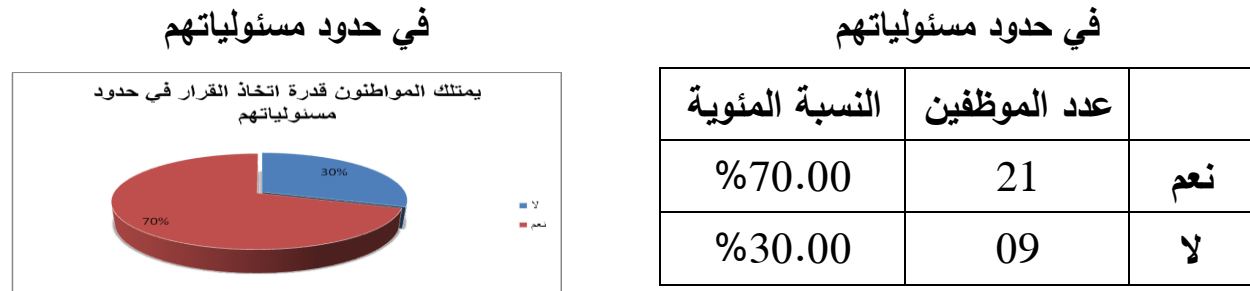 في حدود مسئولياتهم
عدد الموظفين النسبة المئوية
نعم 21 %70.00
لا 09 %30.00
في حدود مسئولياتهم
يمتلك المواطنون قدرة اتخاذ القرار في حدود
مسئولياتهم
30%
70%
لا
نعم